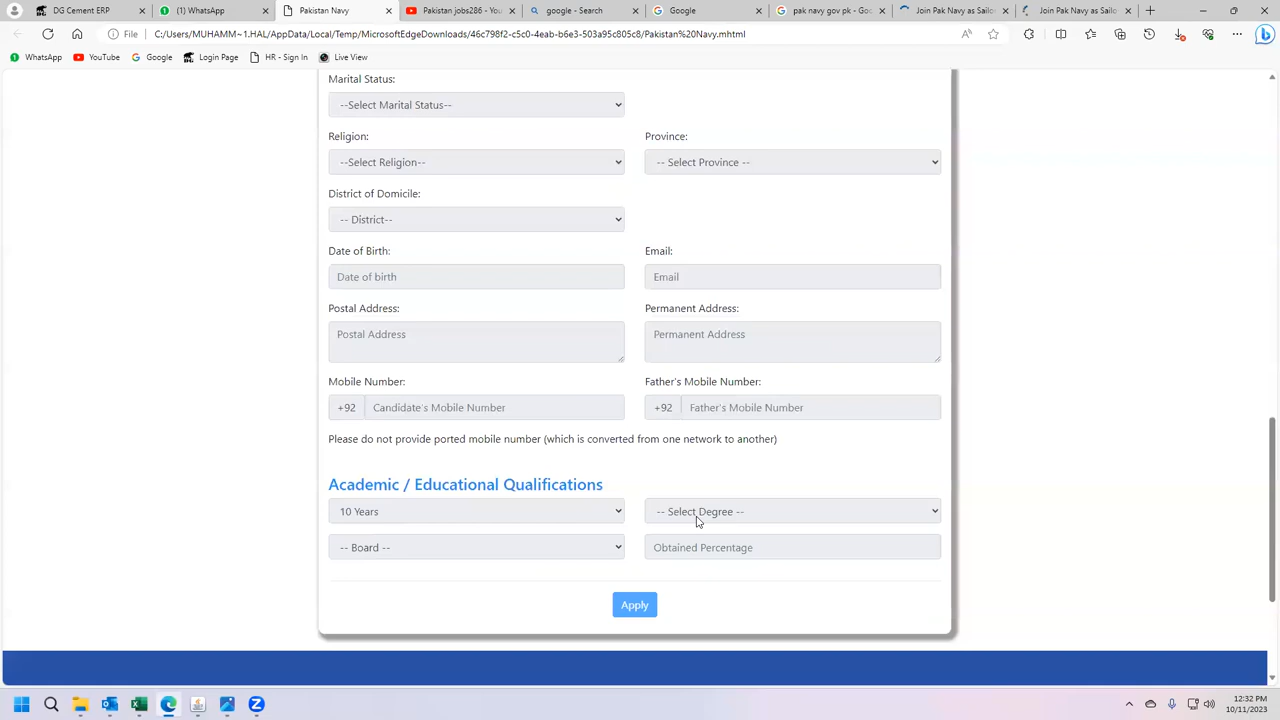 DG Cement ERP
(1) WhatsApp
Pakistan Navy
Pakistan jobs286 - You
google - Search
Google
pak navy gov pk - Goo
Join Pak Navy as Sailo
Join Pak Navy as Sailo
File
C:/Users/MUHAMM~1.HAL/AppData/Local/Temp/MicrosoftEdgeDownloads/46c798f2-c5c0-4eab-b6e3-503a95c805c8/Pakistan%20Navy.mhtml
WhatsApp
YouTube
Google
Login Page
HR - Sign In
Live View
Marital Status:
--Select Marital Status--
Religion:
Province:
--Select Religion--
-- Select Province --
District of Domicile:
-- District--
Date of Birth:
Email:
Date of birth
Email
Postal Address:
Permanent Address:
Postal Address
Permanent Address
Mobile Number:
Father's Mobile Number:
+92
Candidate's Mobile Number
+92
Father's Mobile Number
Please do not provide ported mobile number (which is converted from one network to another)
Academic / Educational Qualifications
10 Years
-- Select Degree --
-- Board --
Obtained Percentage
Apply
12:32 PM
10/11/2023